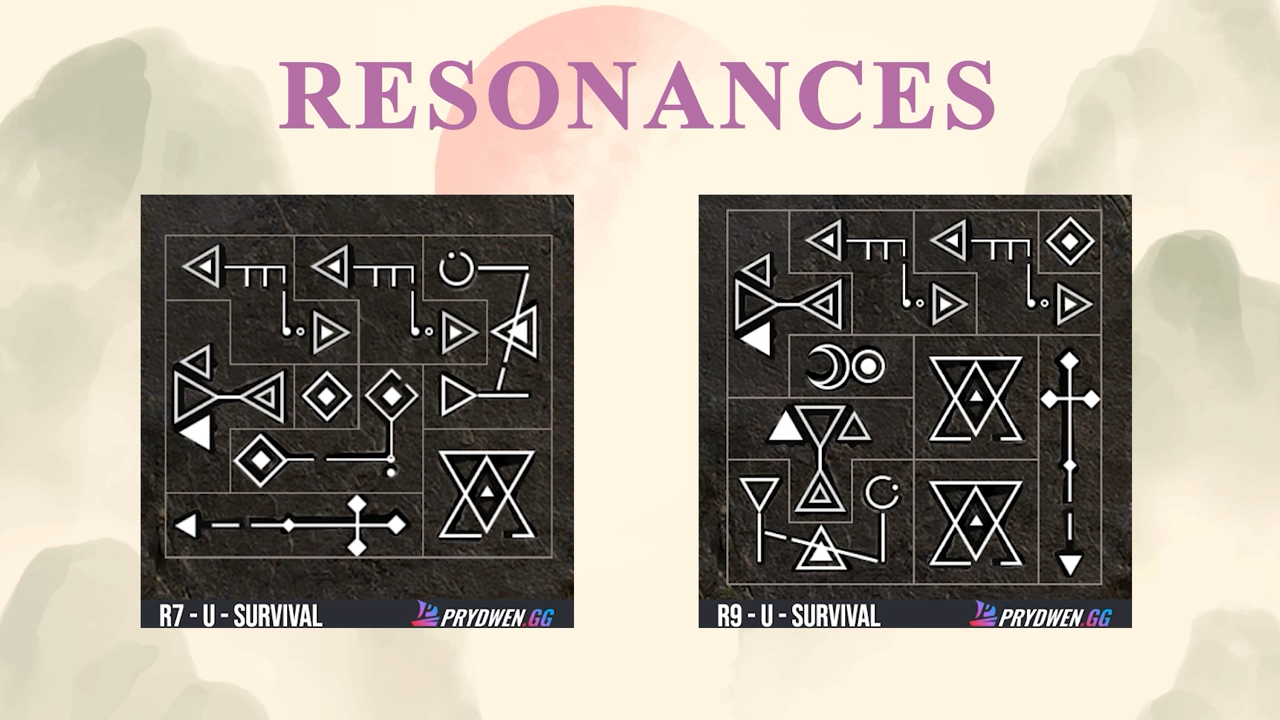 RESONANCES
R7 - U - SURVIVAL
PRYDWEN.GG
R9 - U - SURVIVAL
PRYDWEN.GG